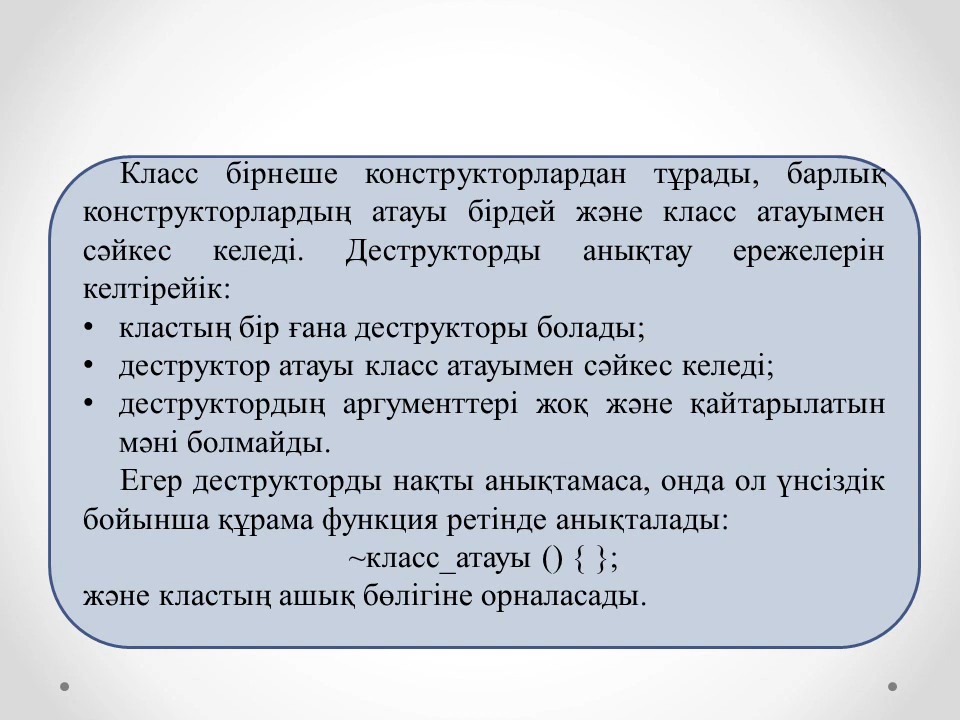 Класс бірнеше конструкторлардан тұрады, барлық
конструкторлардың атауы бірдей және класс атауымен
сәйкес келеді. Деструкторды анықтау ережелерін
келтірейік:
• кластың бір ғана деструкторы болады;
• деструктор атауы класс атауымен сәйкес келеді;
• деструктордың аргументтері жоқ және қайтарылатын
мәні болмайды.
Егер деструкторды нақты анықтамаса, онда ол үнсіздік
бойынша құрама функция ретінде анықталады:
~класс_атауы () { };
және кластың ашық бөлігіне орналасады.